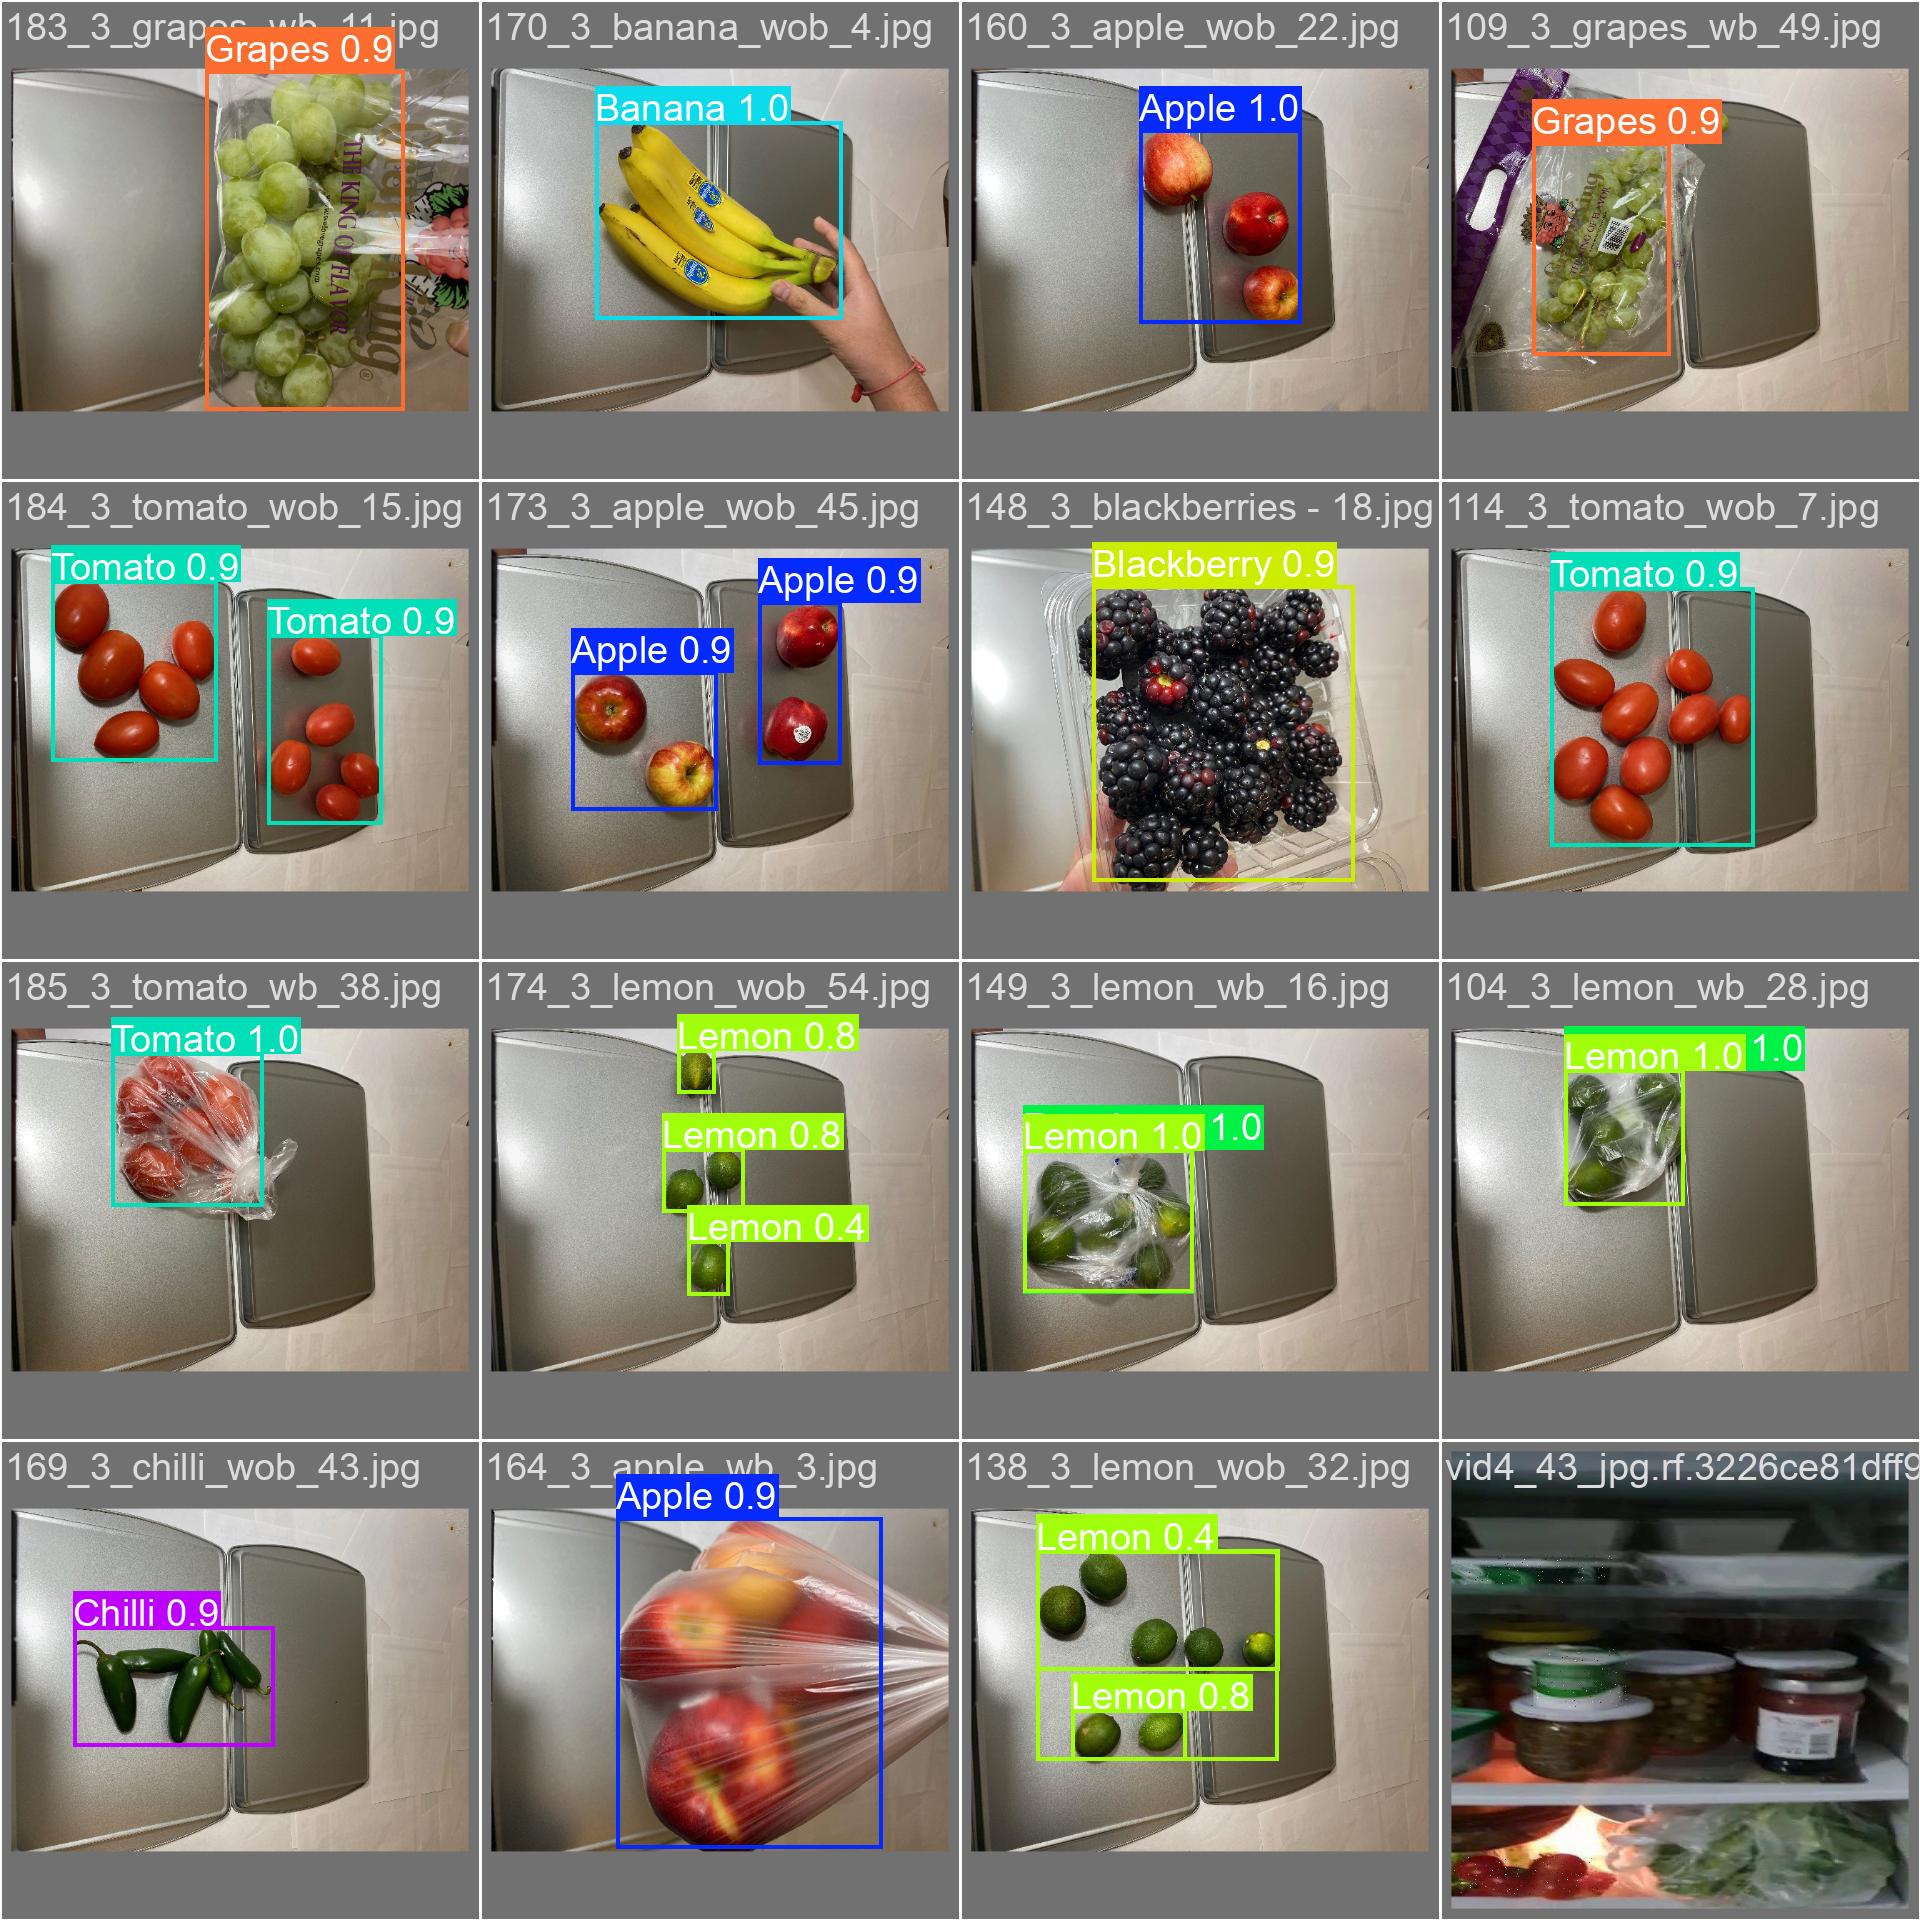 183_3_grapes_wb_11.jpg
Grapes 0.9
THE KING OF FLAVOR
170_3_banana_wob_4.jpg
Banana 1.0
160_3_apple_wob_22.jpg
Apple 1.0
109_3_grapes_wb_49.jpg
Grapes 0.9
184_3_tomato_wob_15.jpg
Tomato 0.9
Tomato 0.9
173_3_apple_wob_45.jpg
Apple 0.9
Apple 0.9
148_3_blackberries - 18.jpg
Blackberry 0.9
114_3_tomato_wob_7.jpg
Tomato 0.9
185_3_tomato_wb_38.jpg
Tomato 1.0
174_3_lemon_wob_54.jpg
Lemon 0.8
Lemon 0.8
Lemon 0.4
149_3_lemon_wb_16.jpg
Lemon 1.0
1.0
104_3_lemon_wb_28.jpg
Lemon 1.0
1.0
169_3_chilli_wob_43.jpg
Chilli 0.9
164_3_apple_wb_3.jpg
Apple 0.9
138_3_lemon_wob_32.jpg
Lemon 0.4
Lemon 0.8
vid4_43_jpg.rf.3226ce81dff9